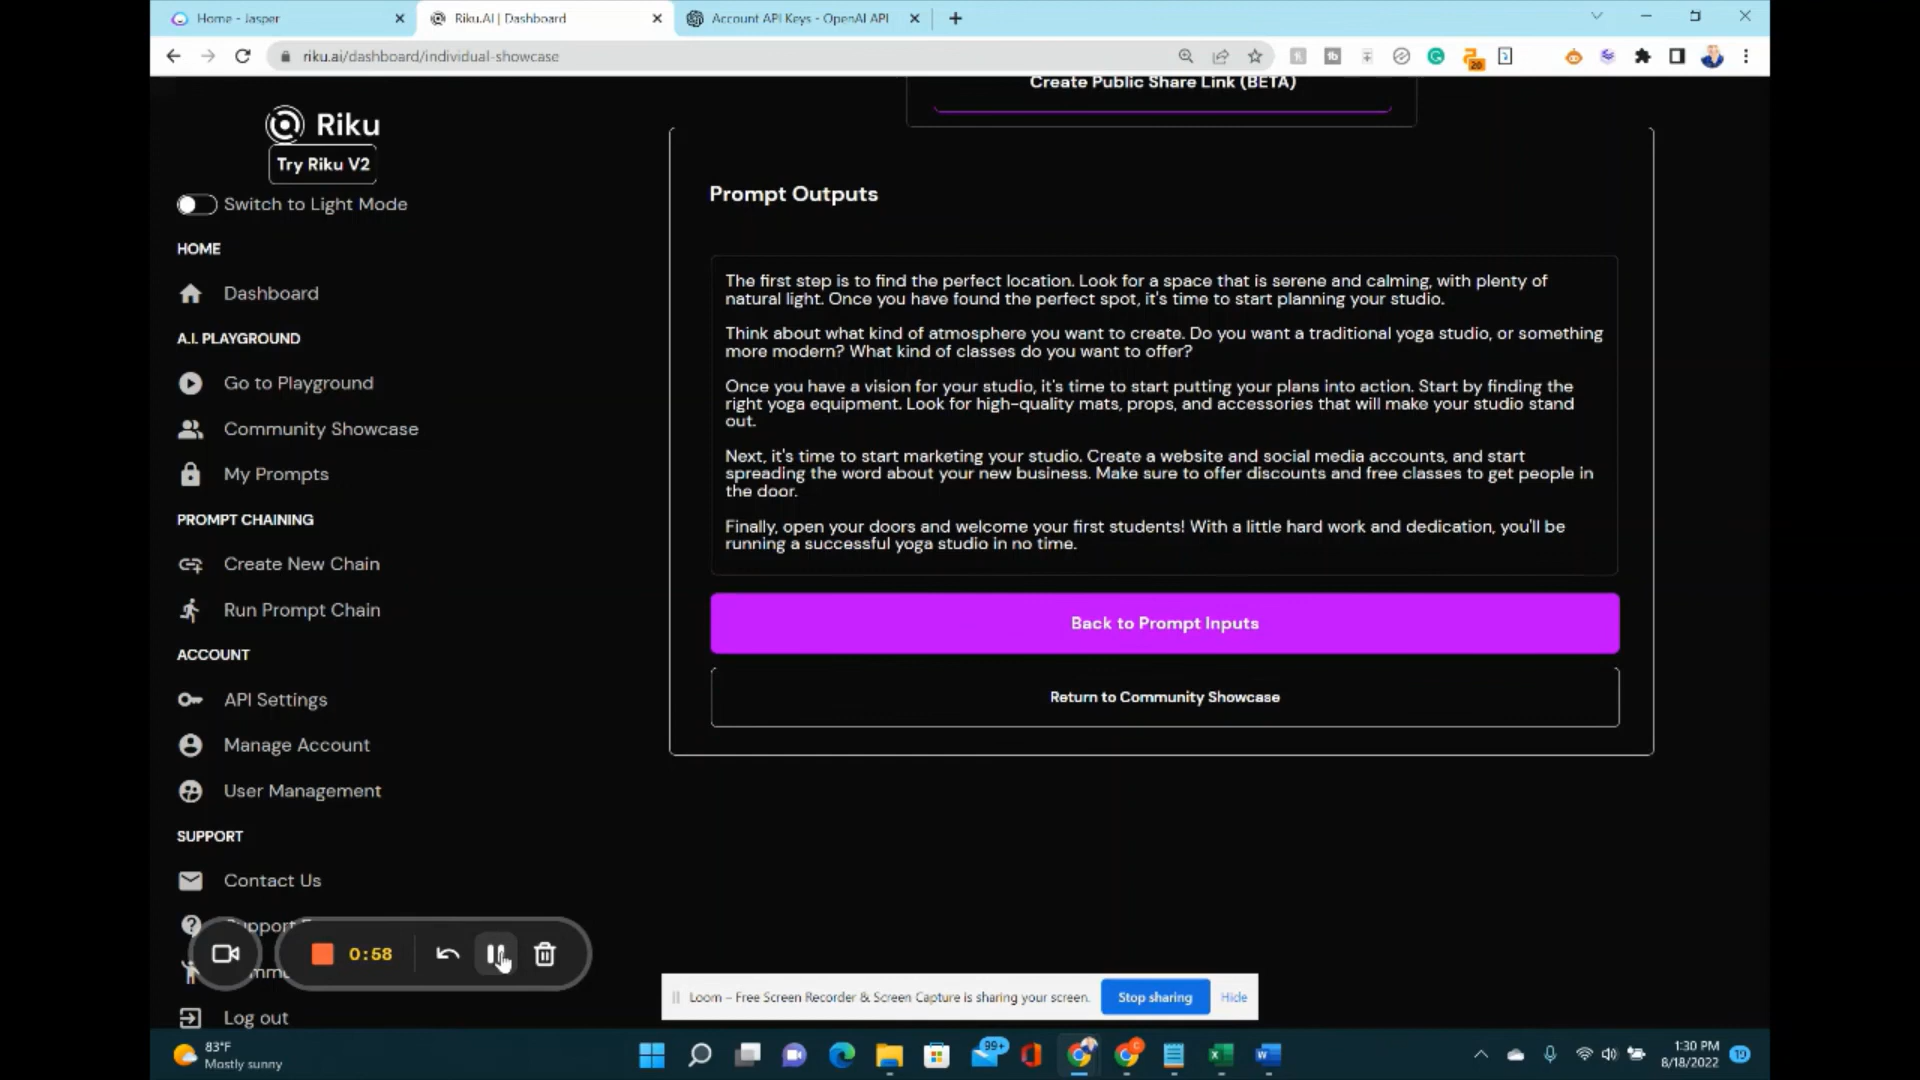 Home - Jasper
Riku.AI | Dashboard
Account API Keys - OpenAI API
riku.ai/dashboard/individual-showcase
20
Create Public Share Link (BETA)
Riku
Try Riku V2
Switch to Light Mode
HOME
Dashboard
A.I. PLAYGROUND
Go to Playground
Community Showcase
My Prompts
PROMPT CHAINING
Create New Chain
Run Prompt Chain
ACCOUNT
API Settings
Manage Account
User Management
SUPPORT
Contact Us
Log out
Prompt Outputs
The first step is to find the perfect location. Look for a space that is serene and calming, with plenty of
natural light. Once you have found the perfect spot, it's time to start planning your studio.
Think about what kind of atmosphere you want to create. Do you want a traditional yoga studio, or something
more modern? What kind of classes do you want to offer?
Once you have a vision for your studio, it's time to start putting your plans into action. Start by finding the
right yoga equipment. Look for high-quality mats, props, and accessories that will make your studio stand
out.
Next, it's time to start marketing your studio. Create a website and social media accounts, and start
spreading the word about your new business. Make sure to offer discounts and free classes to get people in
the door.
Finally, open your doors and welcome your first students! With a little hard work and dedication, you'll be
running a successful yoga studio in no time.
Back to Prompt Inputs
Return to Community Showcase
0:58
Loom – Free Screen Recorder & Screen Capture is sharing your screen.
Stop sharing
Hide
83°F
Mostly sunny
99+
1:30 PM
8/18/2022
19